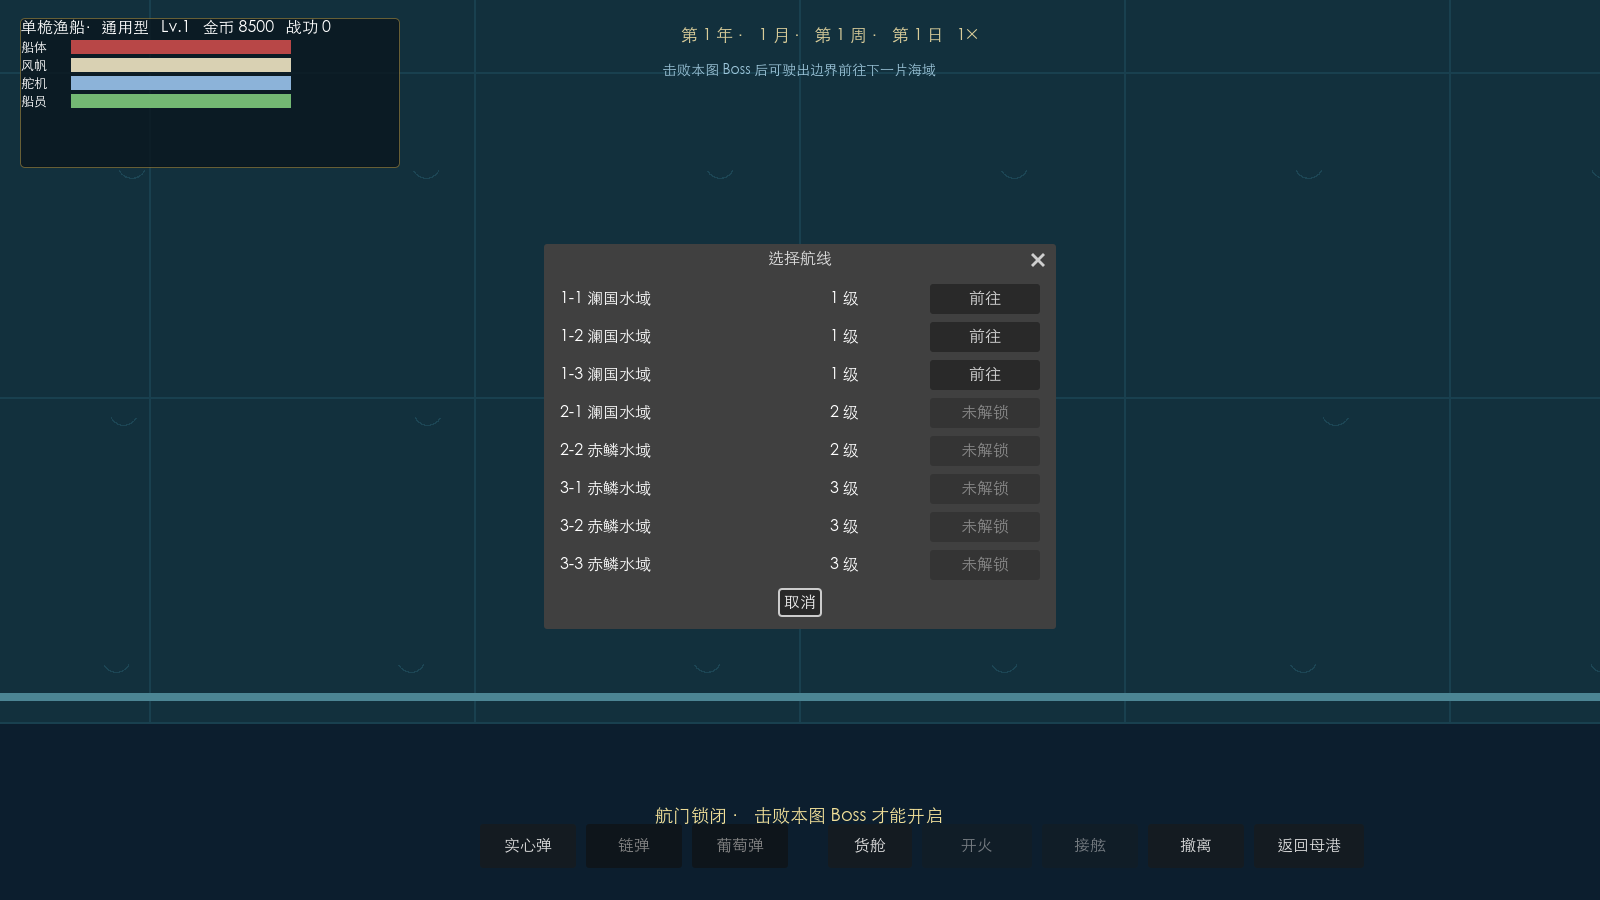 单桅渔船· 通用型 Lv.1 金币 8500 战功 0
船体
风帆
舵机
船员
第 1 年· 1 月· 第 1 周· 第 1 日 1×
击败本图 Boss 后可驶出边界前往下一片海域
选择航线
1-1 澜国水域 1 级 前往
1-2 澜国水域 1 级 前往
1-3 澜国水域 1 级 前往
2-1 澜国水域 2 级 未解锁
2-2 赤鳞水域 2 级 未解锁
3-1 赤鳞水域 3 级 未解锁
3-2 赤鳞水域 3 级 未解锁
3-3 赤鳞水域 3 级 未解锁
取消
航门锁闭· 击败本图 Boss 才能开启
实心弹 链弹 葡萄弹 货舱 开火 接舷 撤离 返回母港